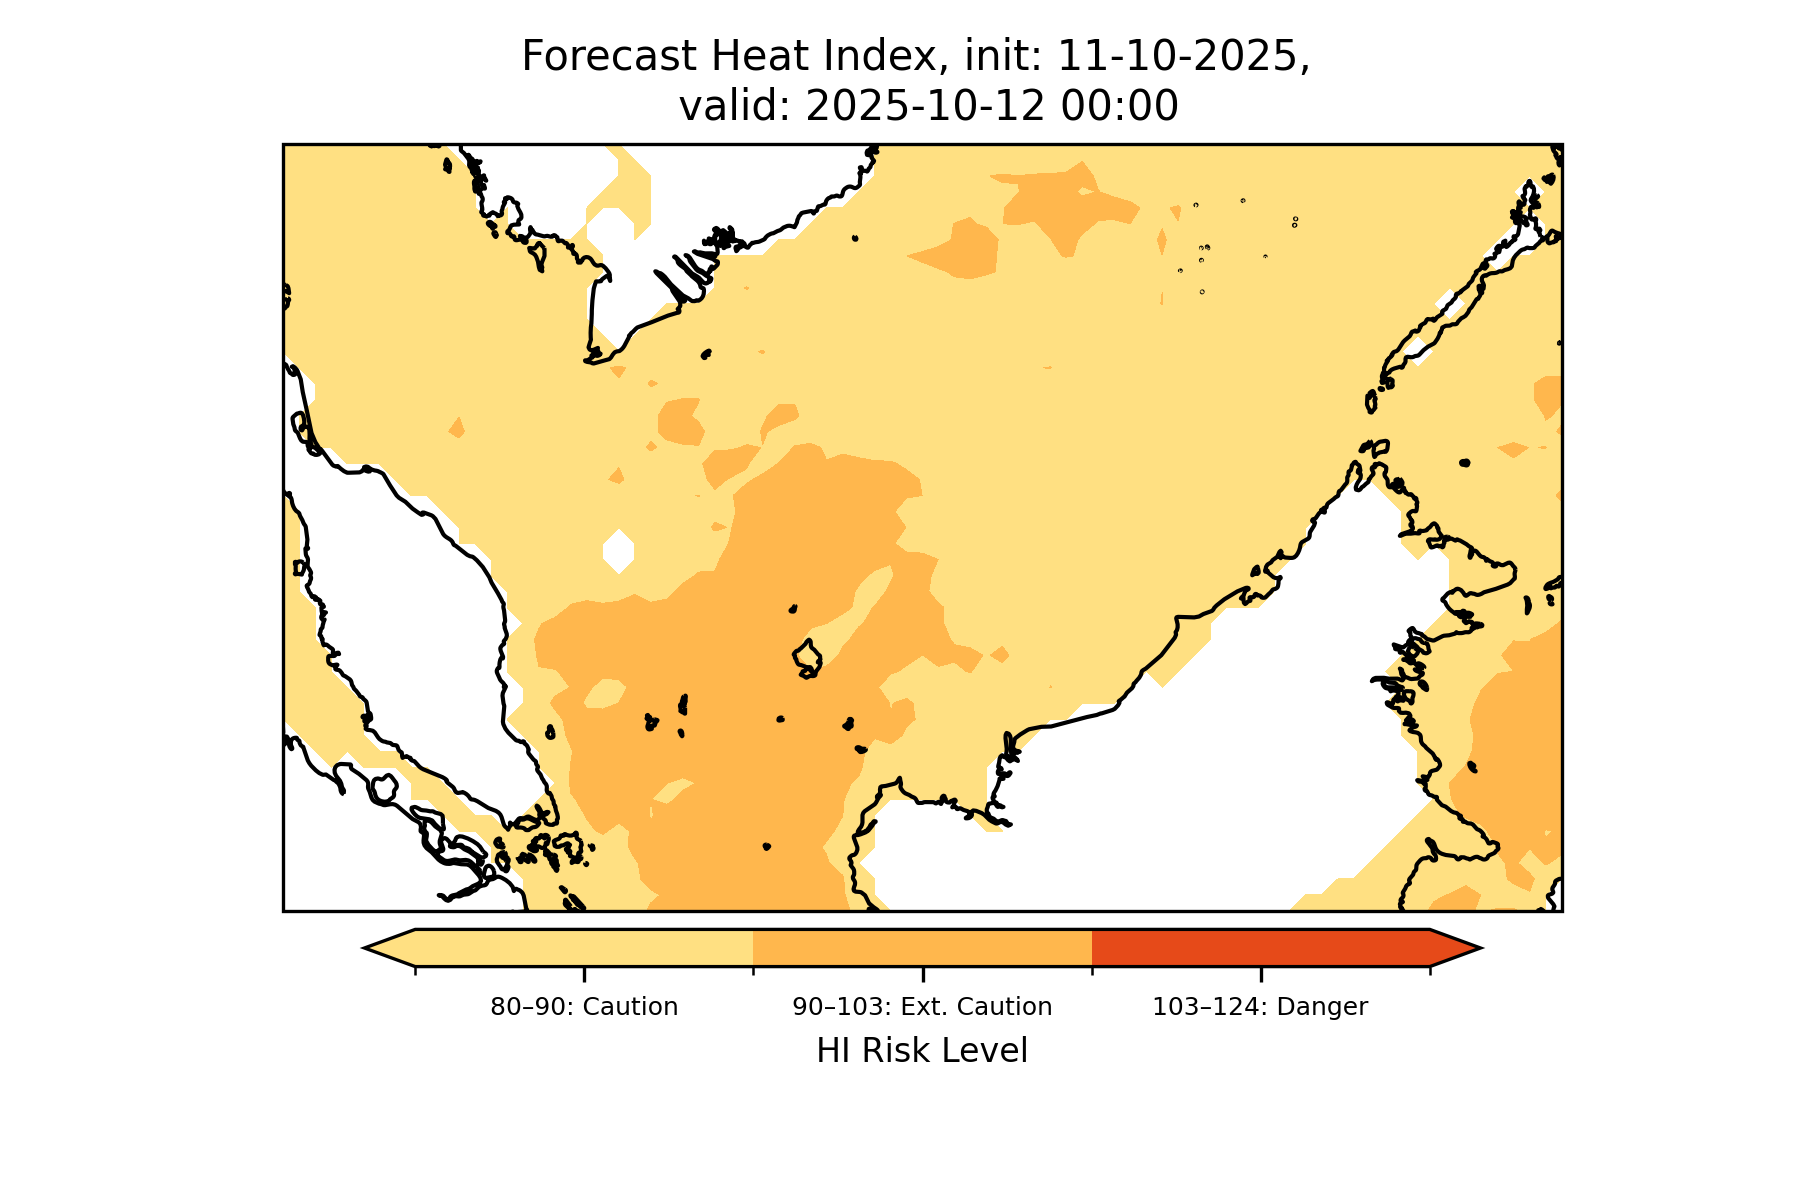 Forecast Heat Index, init: 11-10-2025,
valid: 2025-10-12 00:00
80–90: Caution
90–103: Ext. Caution
103–124: Danger
HI Risk Level